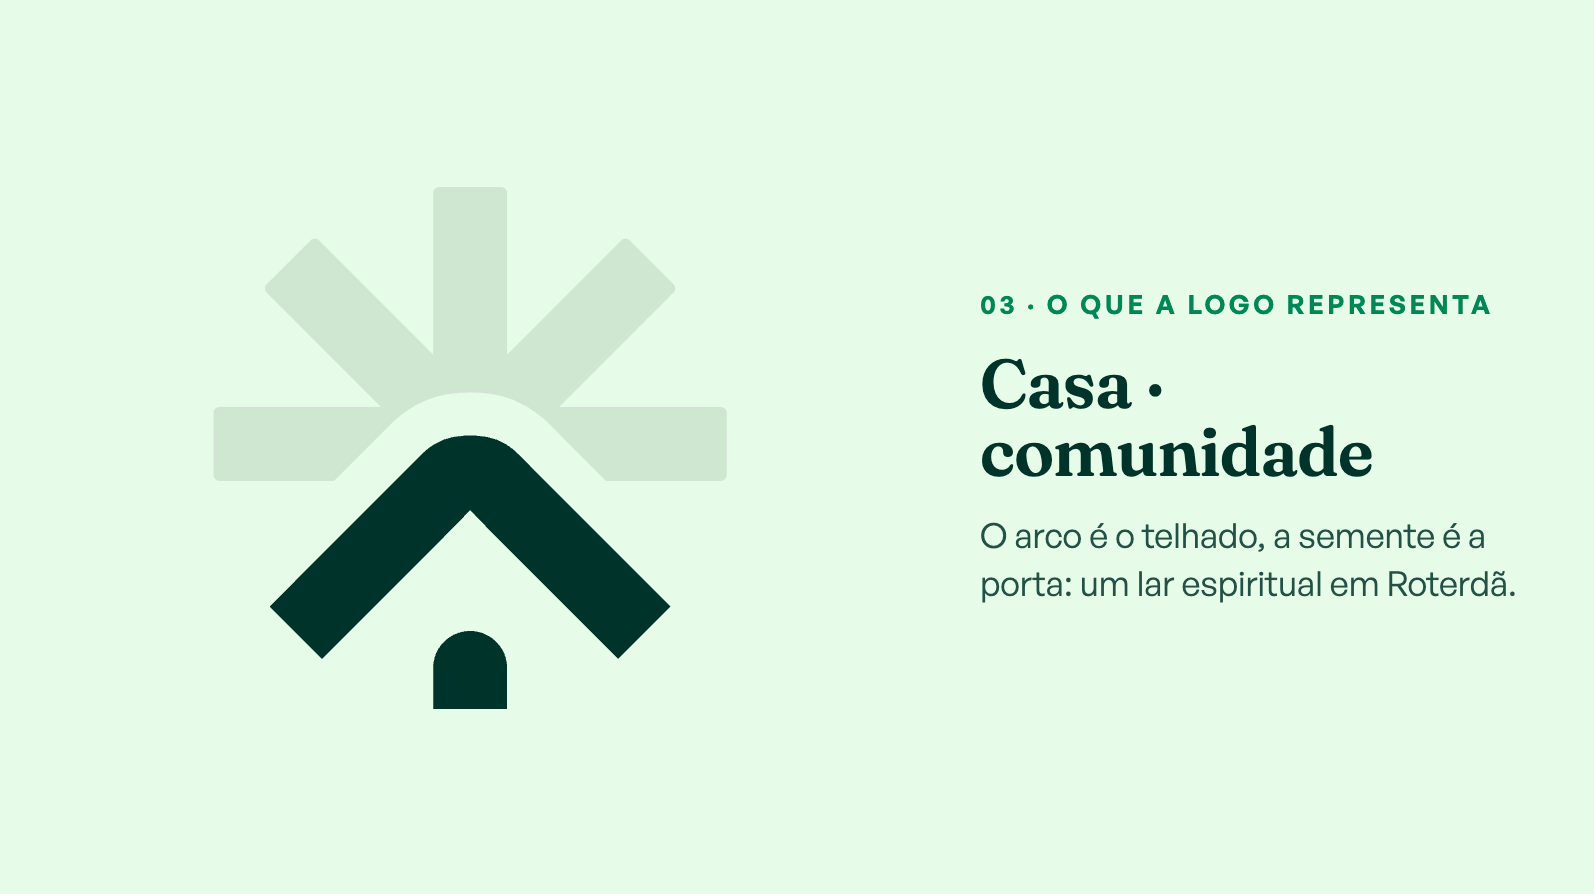 03 · O QUE A LOGO REPRESENTA
Casa ·
comunidade
O arco é o telhado, a semente é a
porta: um lar espiritual em Roterdã.